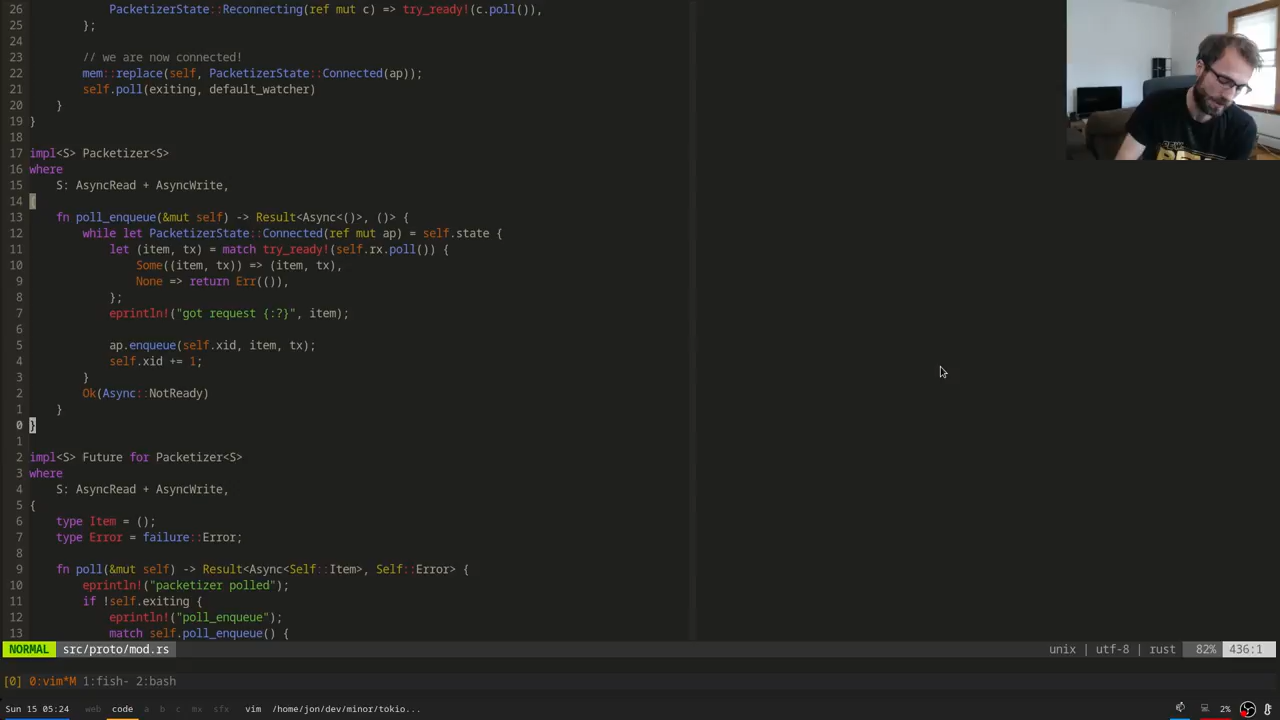 26            PacketizerState::Reconnecting(ref mut c) => try_ready!(c.poll()),
25        };
24
23        // we are now connected!
22        mem::replace(self, PacketizerState::Connected(ap));
21        self.poll(exiting, default_watcher)
20    }
19 }
18
17 impl<S> Packetizer<S>
16 where
15    S: AsyncRead + AsyncWrite,
14 {
13    fn poll_enqueue(&mut self) -> Result<Async<()>, ()> {
12        while let PacketizerState::Connected(ref mut ap) = self.state {
11            let (item, tx) = match try_ready!(self.rx.poll()) {
10                Some((item, tx)) => (item, tx),
9                None => return Err(()),
8            };
7            eprintln!("got request {:?}", item);
6
5            ap.enqueue(self.xid, item, tx);
4            self.xid += 1;
3        }
2        Ok(Async::NotReady)
1    }
0 }
1
2 impl<S> Future for Packetizer<S>
3 where
4    S: AsyncRead + AsyncWrite,
5 {
6    type Item = ();
7    type Error = failure::Error;
8
9    fn poll(&mut self) -> Result<Async<Self::Item>, Self::Error> {
10        eprintln!("packetizer polled");
11        if !self.exiting {
12            eprintln!("poll_enqueue");
13            match self.poll_enqueue() {
NORMAL src/proto/mod.rs unix | utf-8 | rust 82% 436:1
[0] 0:vim*M 1:fish- 2:bash
Sun 15 05:24 web code a b c mx sfx vim /home/jon/dev/minor/tokio... 2%